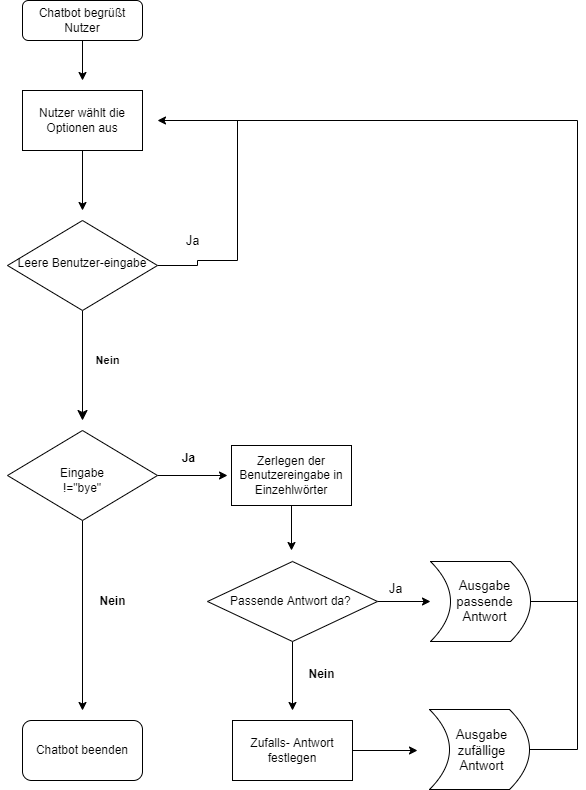 Chatbot begrüßt
Nutzer
Nutzer wählt die
Optionen aus
Ja
Leere Benutzer-eingabe
Nein
Eingabe
!="bye"
Ja
Zerlegen der
Benutzereingabe in
Einzehlwörter
Passende Antwort da?
Ja
Ausgabe
passende
Antwort
Nein
Nein
Chatbot beenden
Zufalls- Antwort
festlegen
Ausgabe
zufällige
Antwort